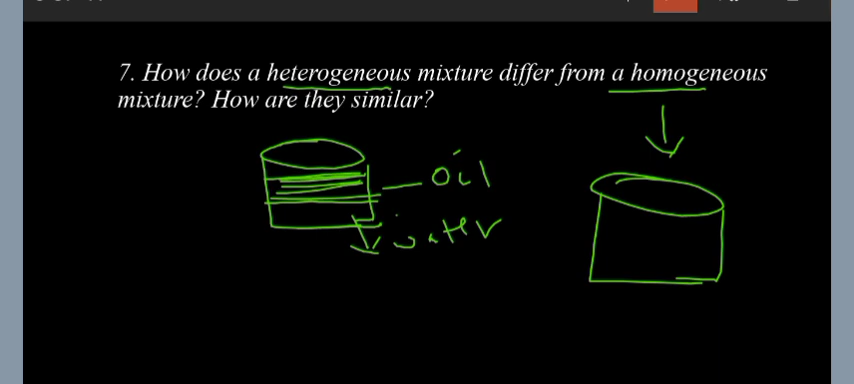 7. How does a heterogeneous mixture differ from a homogeneous
mixture? How are they similar?
oil
water